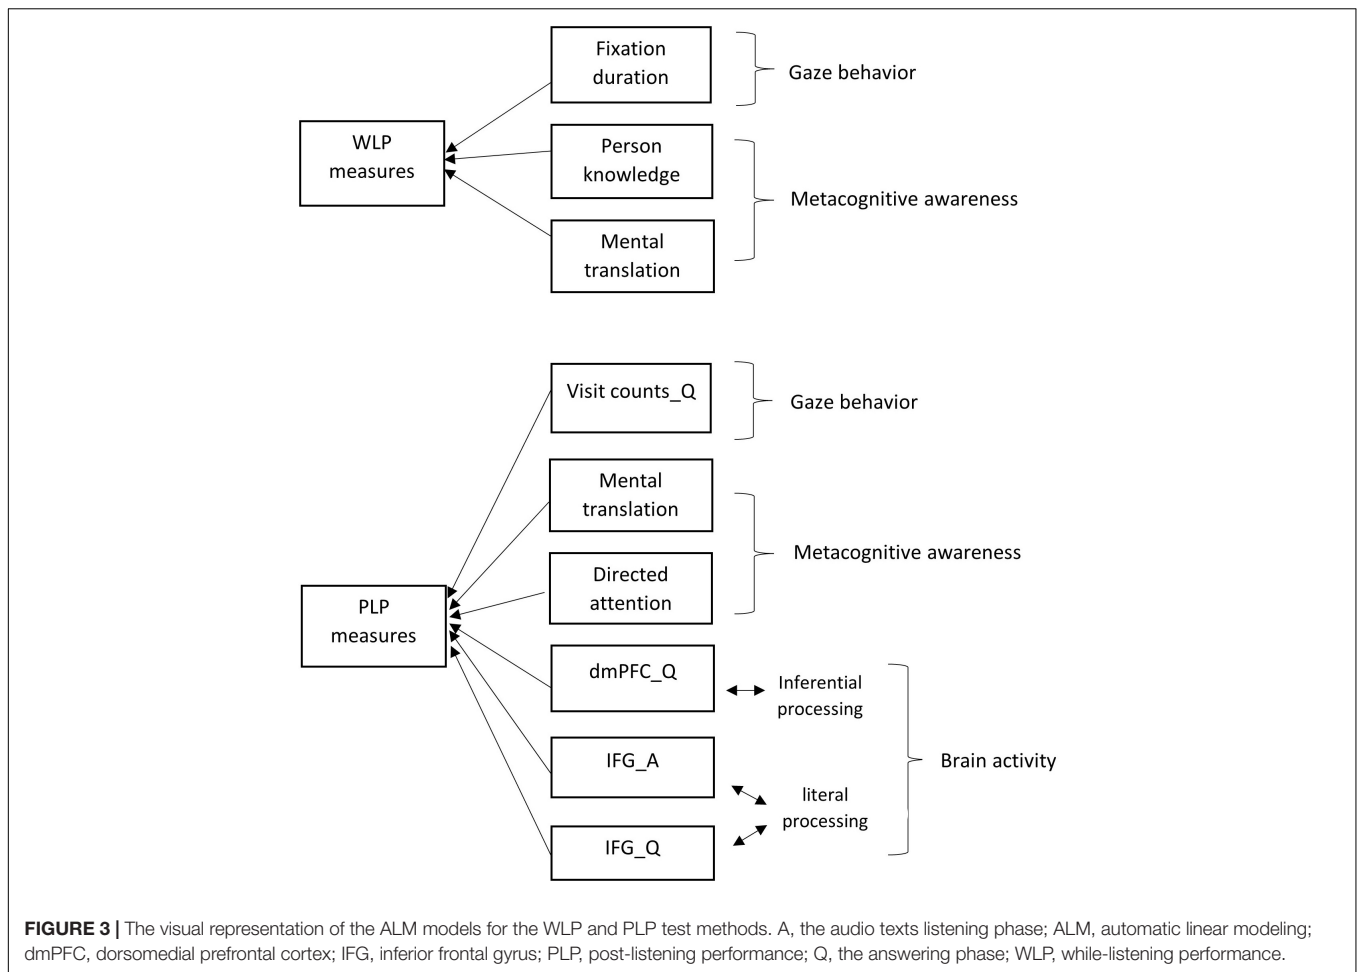 Fixation
duration
Gaze behavior
WLP
measures
Person
knowledge
Metacognitive awareness
Mental
translation
Visit counts_Q
Gaze behavior
Mental
translation
Metacognitive awareness
Directed
attention
PLP
measures
dmPFC_Q
Inferential
processing
IFG_A
literal
processing
Brain activity
IFG_Q
FIGURE 3 | The visual representation of the ALM models for the WLP and PLP test methods. A, the audio texts listening phase; ALM, automatic linear modeling;
dmPFC, dorsomedial prefrontal cortex; IFG, inferior frontal gyrus; PLP, post-listening performance; Q, the answering phase; WLP, while-listening performance.